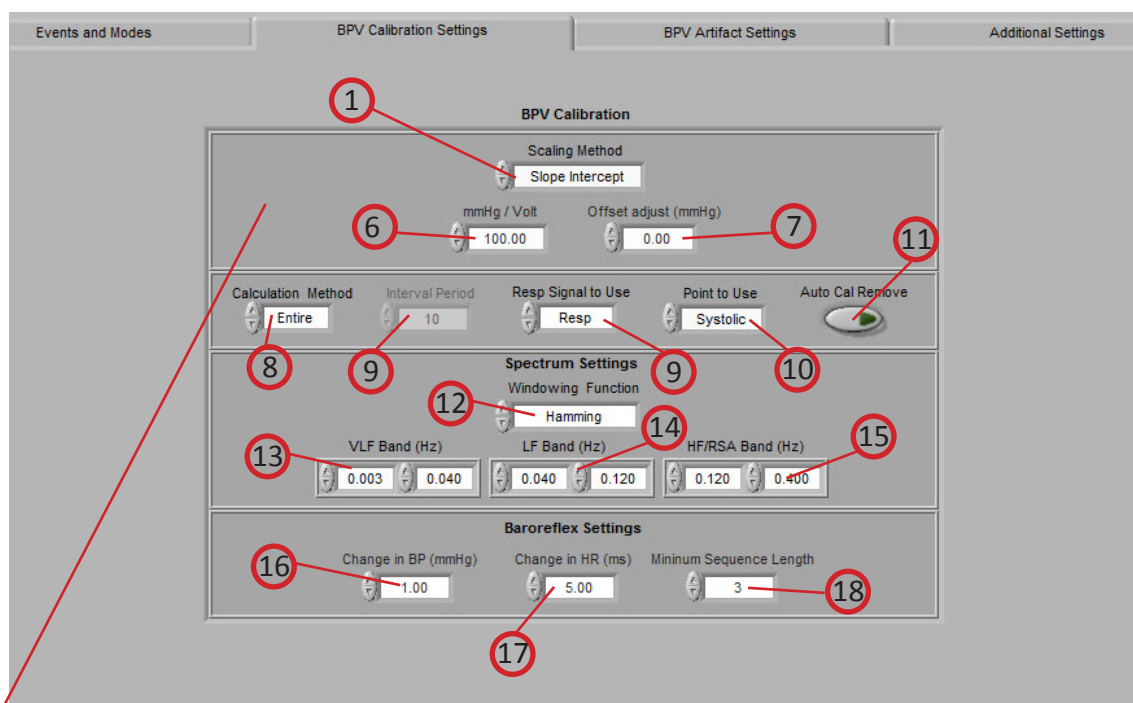 Events and Modes BPV Calibration Settings BPV Artifact Settings Additional Settings
1
BPV Calibration
Scaling Method
Slope Intercept
mmHg / Volt Offset adjust (mmHg)
6 100.00 0.00 7
11
Calculation Method Interval Period Resp Signal to Use Point to Use Auto Cal Remove
Entire 10 Resp Systolic
8 9 9 10
Spectrum Settings
Windowing Function
12 Hamming
14
13 VLF Band (Hz) LF Band (Hz) HF/RSA Band (Hz) 15
0.003 0.040 0.040 0.120 0.120 0.400
Baroreflex Settings
16 Change in BP (mmHg) Change in HR (ms) Mininum Sequence Length
1.00 5.00 3 18
17